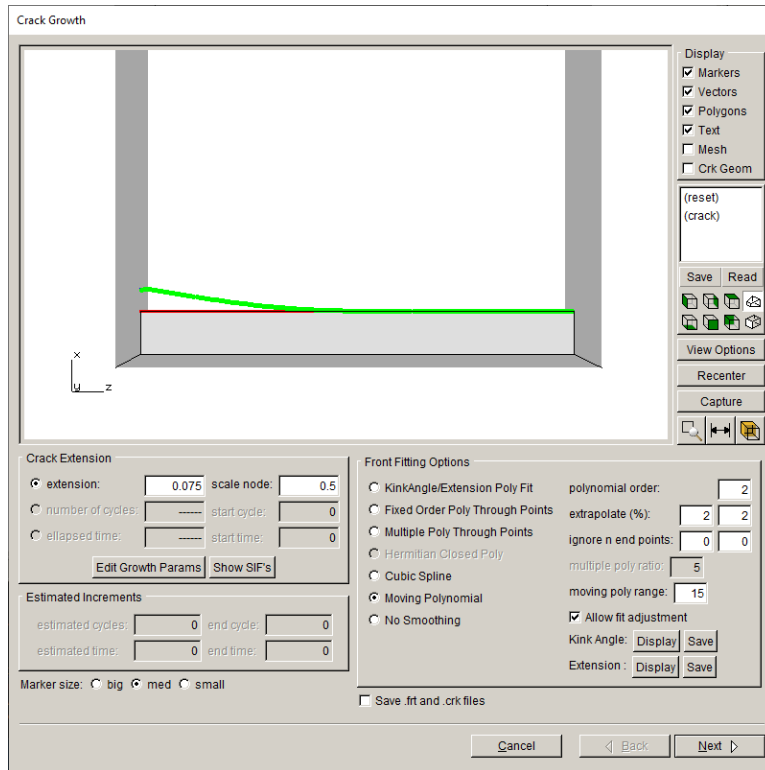 Crack Growth
x
y
z
Display
Markers
Vectors
Polygons
Text
Mesh
Crk Geom
(reset)
(crack)
Save Read
View Options
Recenter
Capture
Crack Extension
extension: 0.075 scale node: 0.5
number of cycles: ------ start cycle: 0
ellapsed time: ------ start time: 0
Edit Growth Params Show SIF's
Estimated Increments
estimated cycles: 0 end cycle: 0
estimated time: 0 end time: 0
Marker size: big med small
Front Fitting Options
KinkAngle/Extension Poly Fit
Fixed Order Poly Through Points
Multiple Poly Through Points
Hermitian Closed Poly
Cubic Spline
Moving Polynomial
No Smoothing
polynomial order: 2
extrapolate (%): 2 2
ignore n end points: 0 0
multiple poly ratio: 5
moving poly range: 15
Allow fit adjustment
Kink Angle: Display Save
Extension : Display Save
Save .frt and .crk files
Cancel Back Next